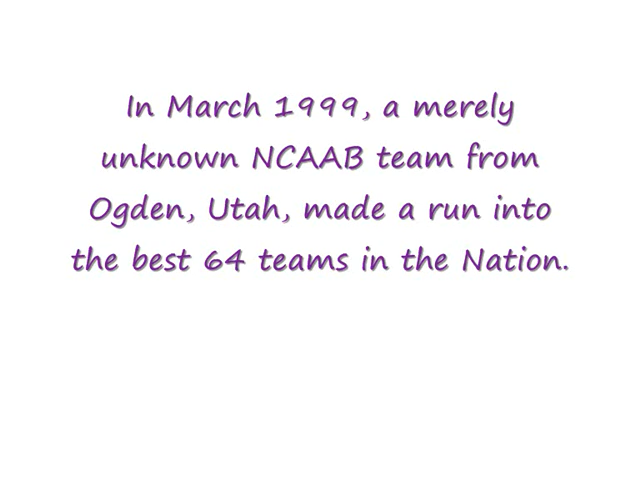 In March 1999, a merely
unknown NCAAB team from
Ogden, Utah, made a run into
the best 64 teams in the Nation.